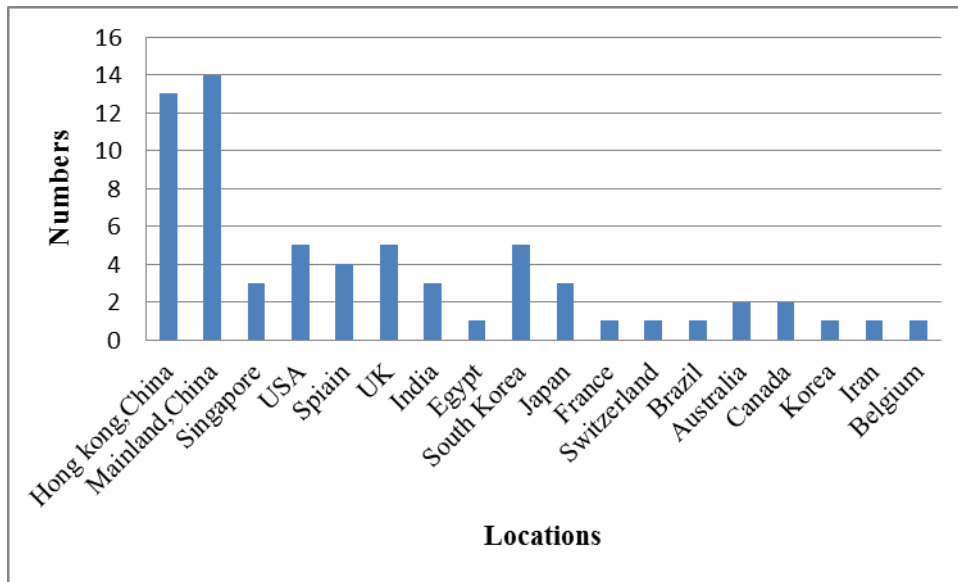 16
14
12
10
8
6
4
2
0
Numbers
Hong kong,China
Mainland,China
Singapore
USA
Spiain
UK
India
Egypt
South Korea
Japan
France
Switzerland
Brazil
Australia
Canada
Korea
Iran
Belgium
Locations